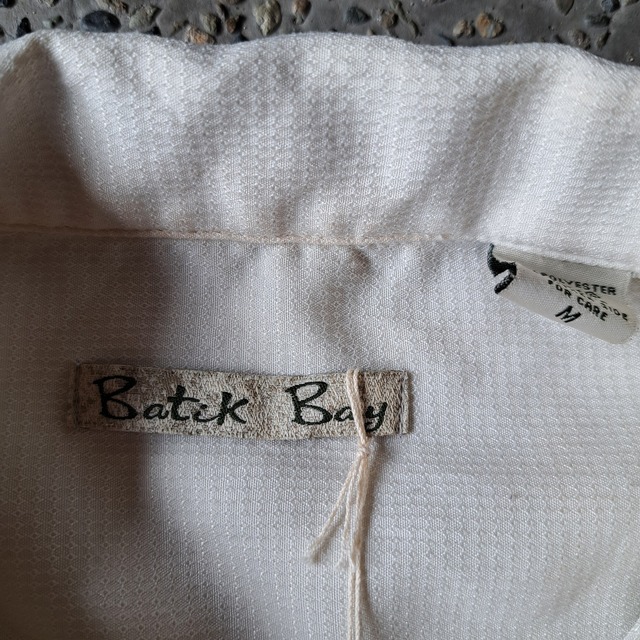 Batik Bay
POLYESTER
FOR CARE
M